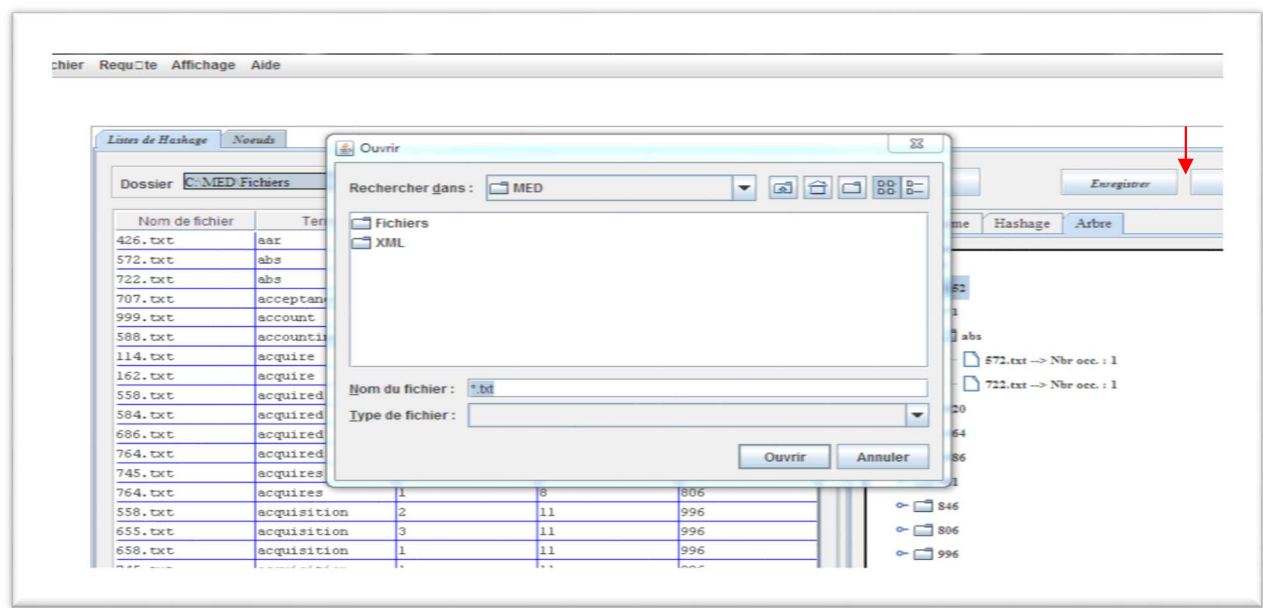 chier Requ□te Affichage Aide
Listes de Hashage Noeuds
Ouvrir
Dossier C:\MED\Fichiers
Rechercher dans : MED
Enregistrer
Nom de fichier Ter
Fichiers
XML
me Hashage Arbre
426.txt aar
572.txt abs
722.txt abs
52
707.txt acceptan
999.txt account
1
588.txt accountin
abs
114.txt acquire
572.txt --> Nbr occ. : 1
162.txt acquire
722.txt --> Nbr occ. : 1
558.txt acquired
Nom du fichier : *.txt
584.txt acquired
Type de fichier :
20
686.txt acquired
64
764.txt acquired
Ouvrir Annuler
86
745.txt acquires
1
764.txt acquires 1 8 806
846
558.txt acquisition 2 11 996
655.txt acquisition 3 11 996
806
658.txt acquisition 1 11 996
996